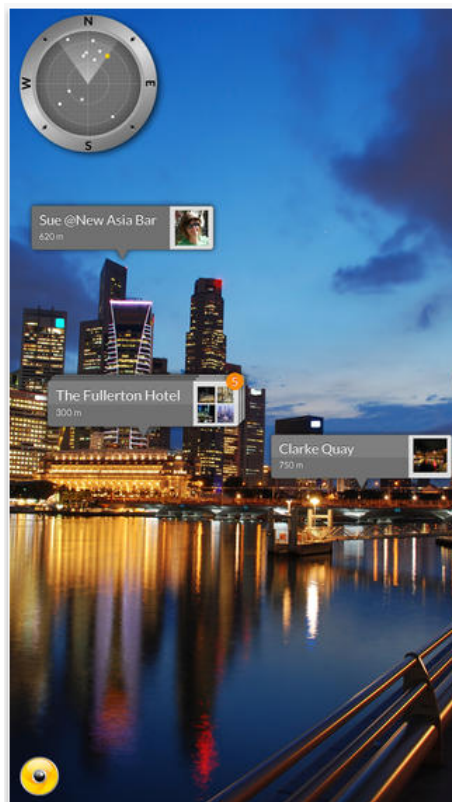 N
W
E
S
Sue @New Asia Bar
620 m
5
The Fullerton Hotel
300 m
Clarke Quay
750 m